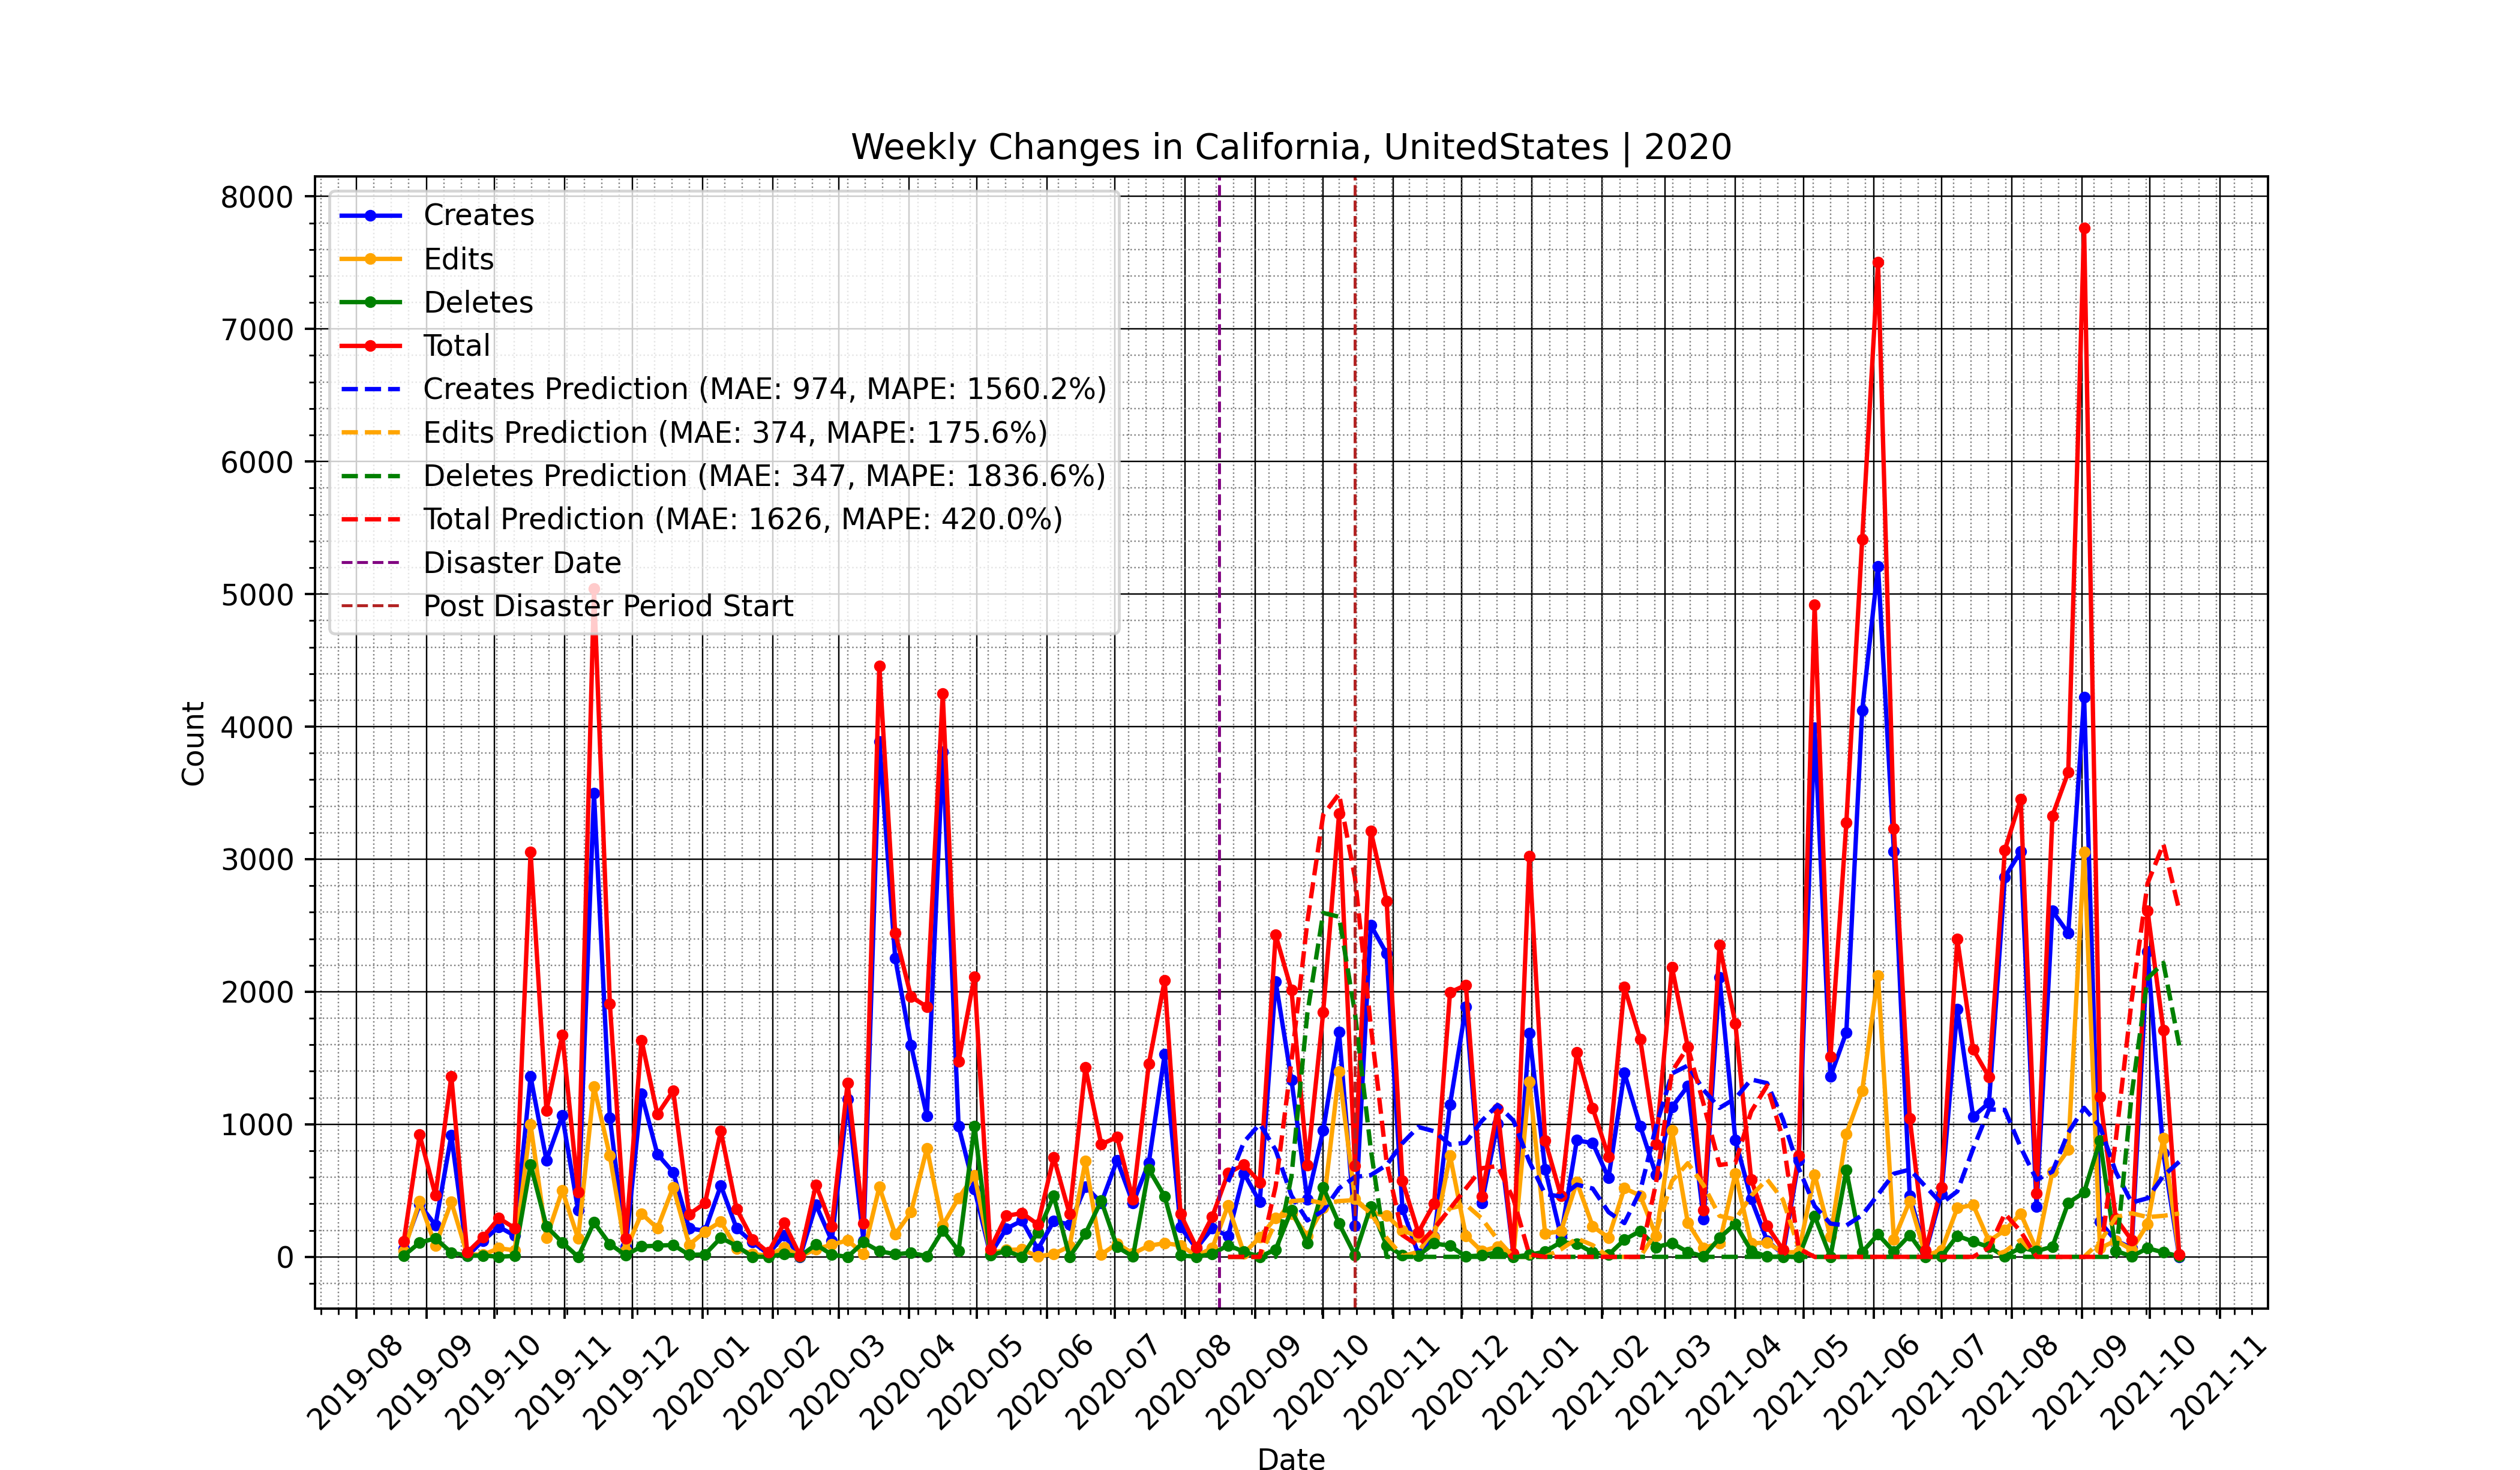 Weekly Changes in California, UnitedStates | 2020
8000
7000
6000
5000
4000
3000
2000
1000
0
Count
Creates
Edits
Deletes
Total
Creates Prediction (MAE: 974, MAPE: 1560.2%)
Edits Prediction (MAE: 374, MAPE: 175.6%)
Deletes Prediction (MAE: 347, MAPE: 1836.6%)
Total Prediction (MAE: 1626, MAPE: 420.0%)
Disaster Date
Post Disaster Period Start
2019-08
2019-09
2019-10
2019-11
2019-12
2020-01
2020-02
2020-03
2020-04
2020-05
2020-06
2020-07
2020-08
2020-09
2020-10
2020-11
2020-12
2021-01
2021-02
2021-03
2021-04
2021-05
2021-06
2021-07
2021-08
2021-09
2021-10
2021-11
Date